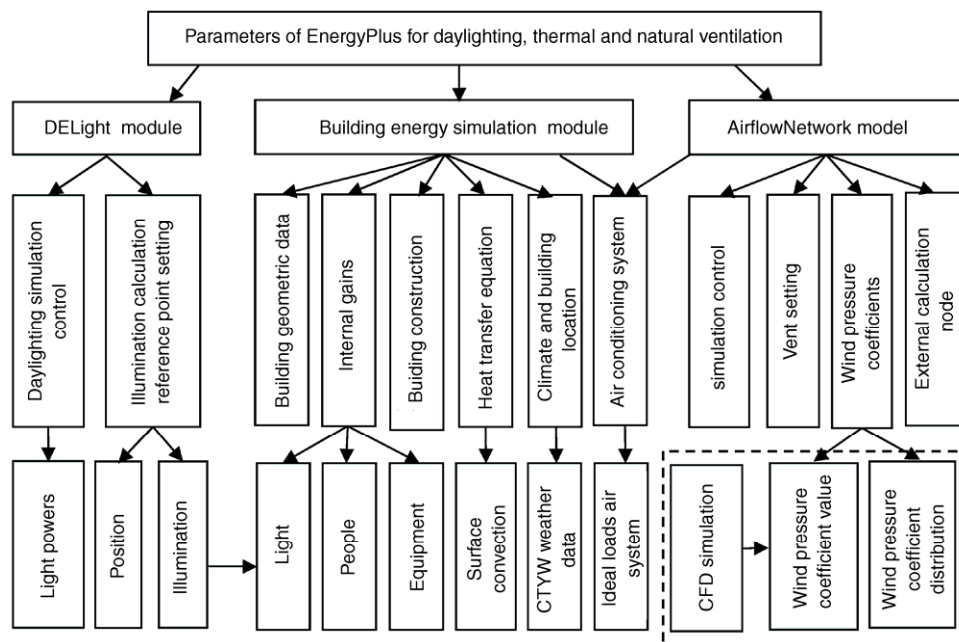 Parameters of EnergyPlus for daylighting, thermal and natural ventilation
DELight module
Building energy simulation module
AirflowNetwork model
Daylighting simulation
control
Illumination calculation
reference point setting
Building geometric data
Internal gains
Buiding construction
Heat transfer equation
Climate and building
location
Air conditioning system
simulation control
Vent setting
Wind pressure
coefficients
External calculation
node
Light powers
Position
Illumination
Light
People
Equipment
Surface
convection
CTYW weather
data
Ideal loads air
system
CFD simulation
Wind pressure
coefficient value
Wind pressure
coefficient
distribution